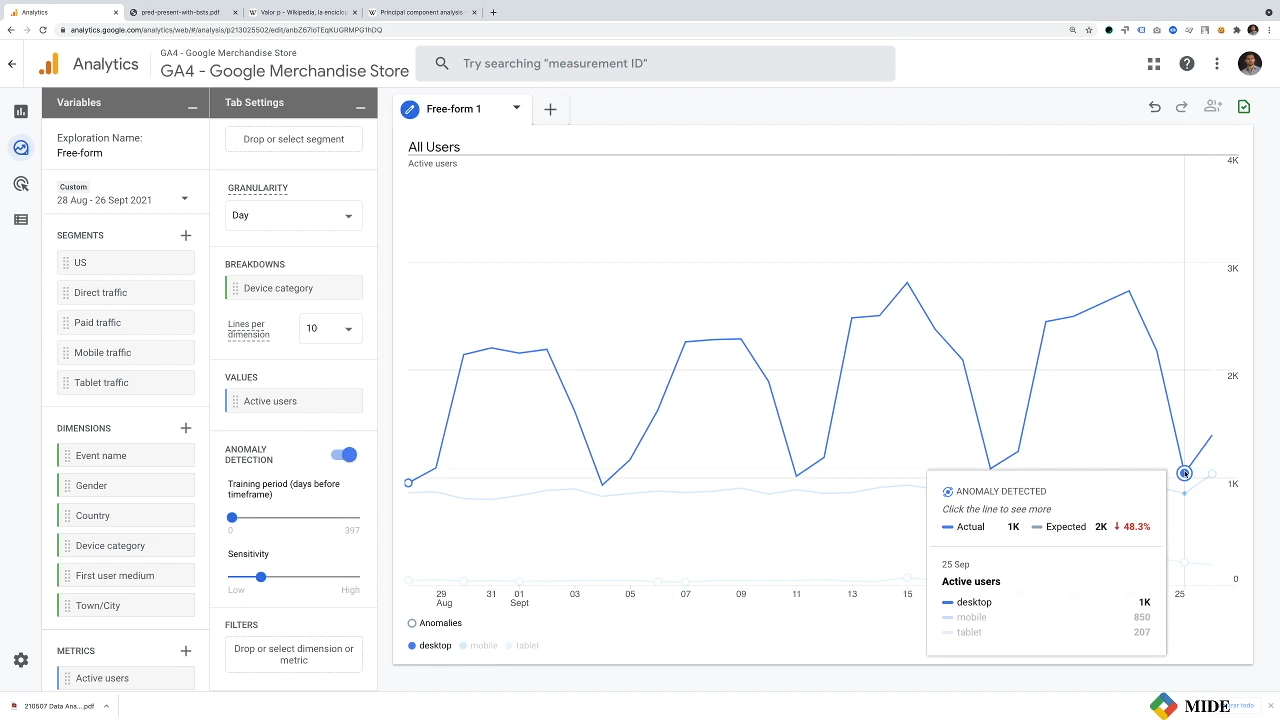 Analytics
pred-present-with-bsts.pdf
Valor p - Wikipedia, la enciclop
Principal component analysis -
analytics.google.com/analytics/web/#/analysis/p213025502/edit/anbZ67IoTEqKUGRMPG1hDQ
Analytics
GA4 - Google Merchandise Store
GA4 - Google Merchandise Store
Try searching "measurement ID"
Variables
Exploration Name:
Free-form
Custom
28 Aug - 26 Sept 2021
SEGMENTS
US
Direct traffic
Paid traffic
Mobile traffic
Tablet traffic
DIMENSIONS
Event name
Gender
Country
Device category
First user medium
Town/City
METRICS
Active users
Tab Settings
Drop or select segment
GRANULARITY
Day
BREAKDOWNS
Device category
Lines per
dimension
10
VALUES
Active users
ANOMALY
DETECTION
Training period (days before
timeframe)
0 397
Sensitivity
Low High
FILTERS
Drop or select dimension or
metric
Free-form 1
All Users
Active users
4K
3K
2K
1K
0
29 31 01 03 05 07 09 11 13 15 25
Aug Sept
Anomalies
desktop mobile tablet
ANOMALY DETECTED
Click the line to see more
Actual 1K Expected 2K ↓ 48.3%
25 Sep
Active users
desktop 1K
mobile 850
tablet 207
210507 Data Ana....pdf
MIDE